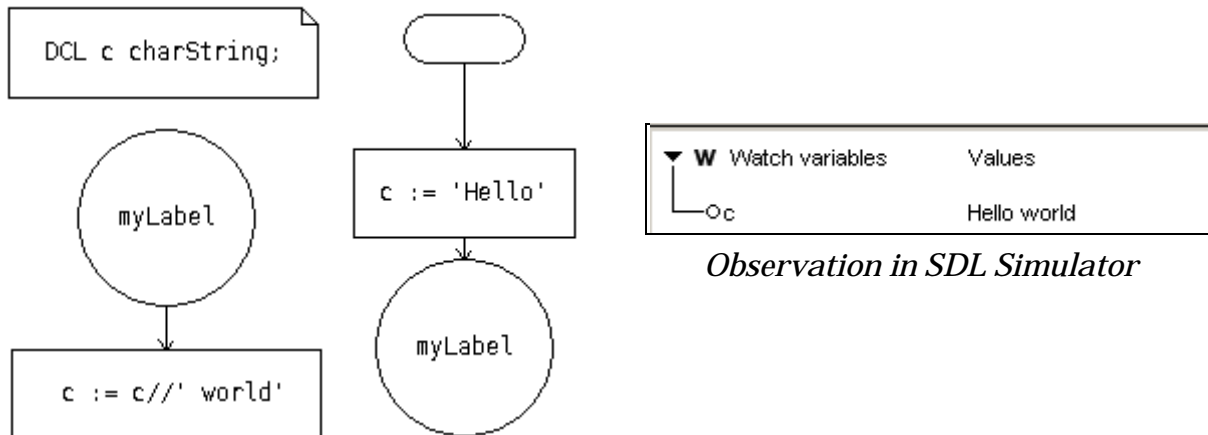 DCL c charString;
myLabel
c := c//' world'
c := 'Hello'
myLabel
W Watch variables Values
c Hello world
Observation in SDL Simulator